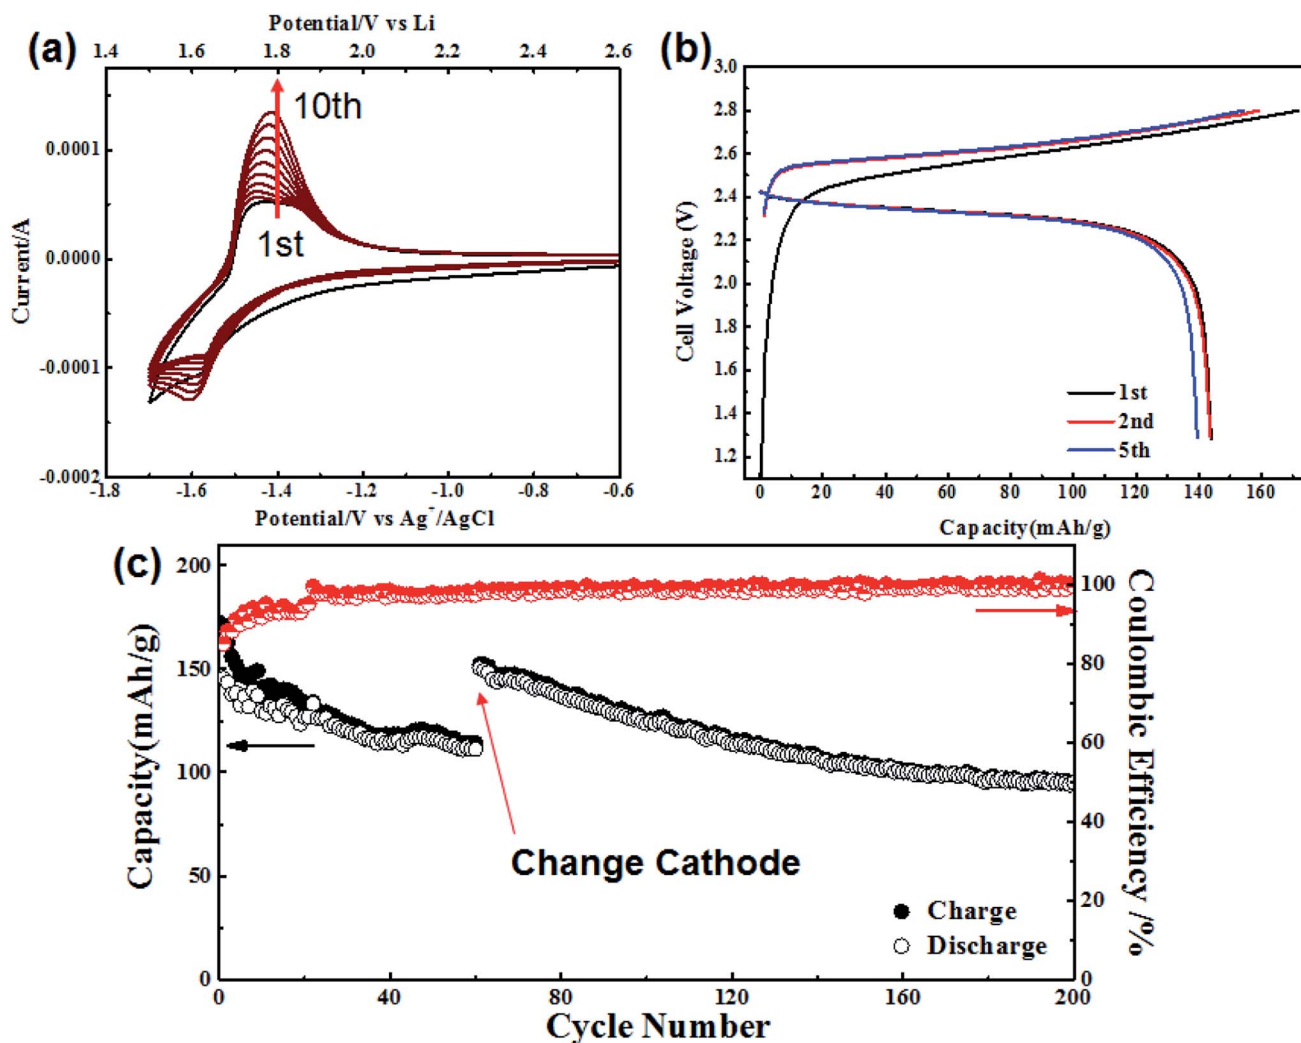 (a)
Potential/V vs Li
1.4 1.6 1.8 2.0 2.2 2.4 2.6
10th
1st
0.0001
0.0000
-0.0001
-0.0002
Current/A
-1.8 -1.6 -1.4 -1.2 -1.0 -0.8 -0.6
Potential/V vs Ag⁺/AgCl
(b)
3.0
2.8
2.6
2.4
2.2
2.0
1.8
1.6
1.4
1.2
Cell Voltage (V)
1st
2nd
5th
0 20 40 60 80 100 120 140 160
Capacity(mAh/g)
(c)
200
150
100
50
0
Capacity(mAh/g)
Change Cathode
Charge
Discharge
100
80
60
40
20
0
Coulombic Efficiency /%
0 40 80 120 160 200
Cycle Number